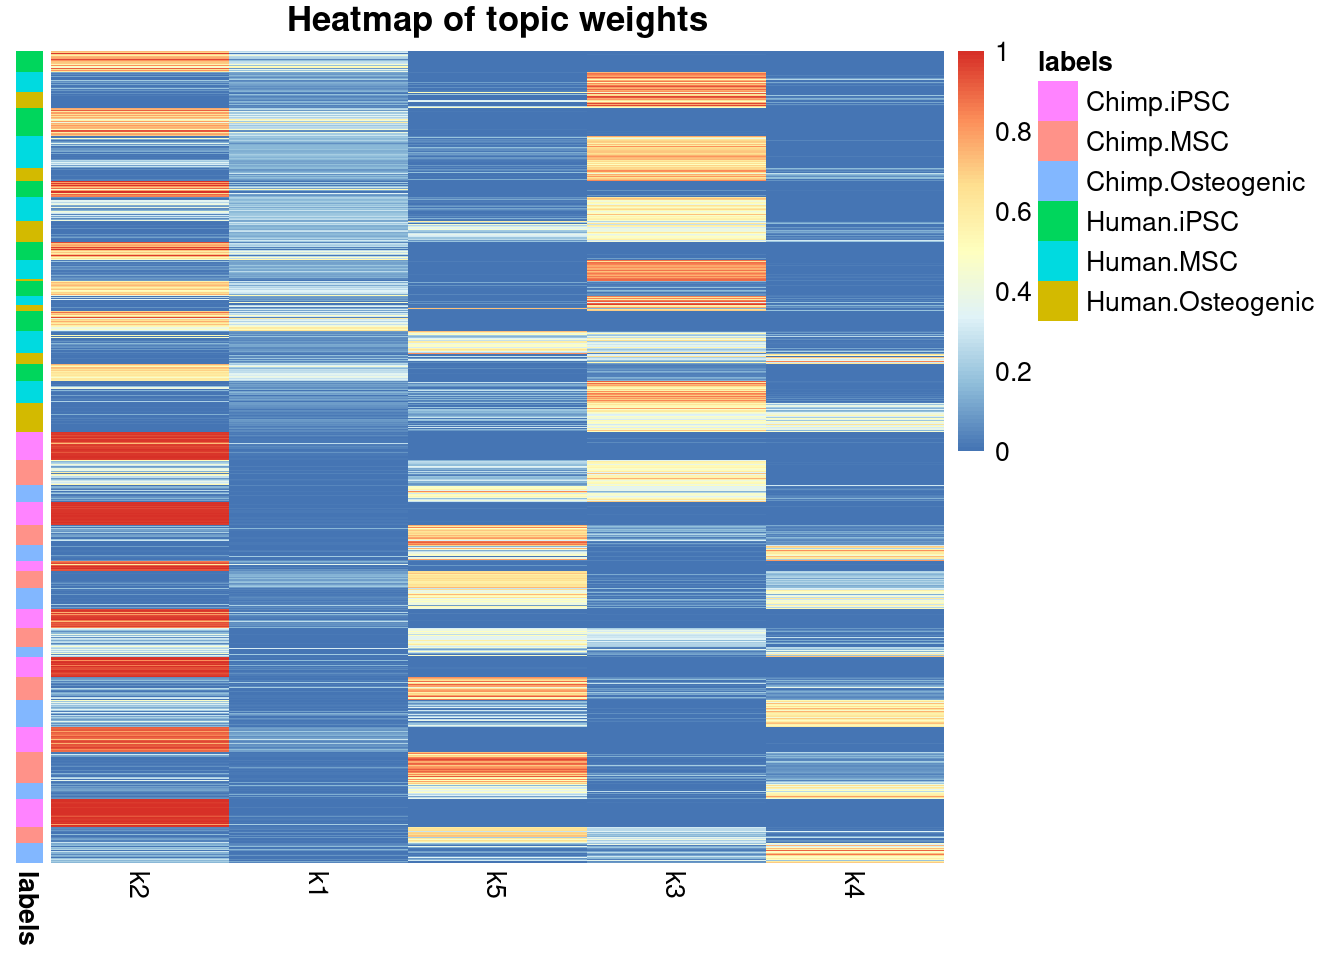 Heatmap of topic weights
1
0.8
0.6
0.4
0.2
0
labels
Chimp.iPSC
Chimp.MSC
Chimp.Osteogenic
Human.iPSC
Human.MSC
Human.Osteogenic
labels
k2
k1
k5
k3
k4